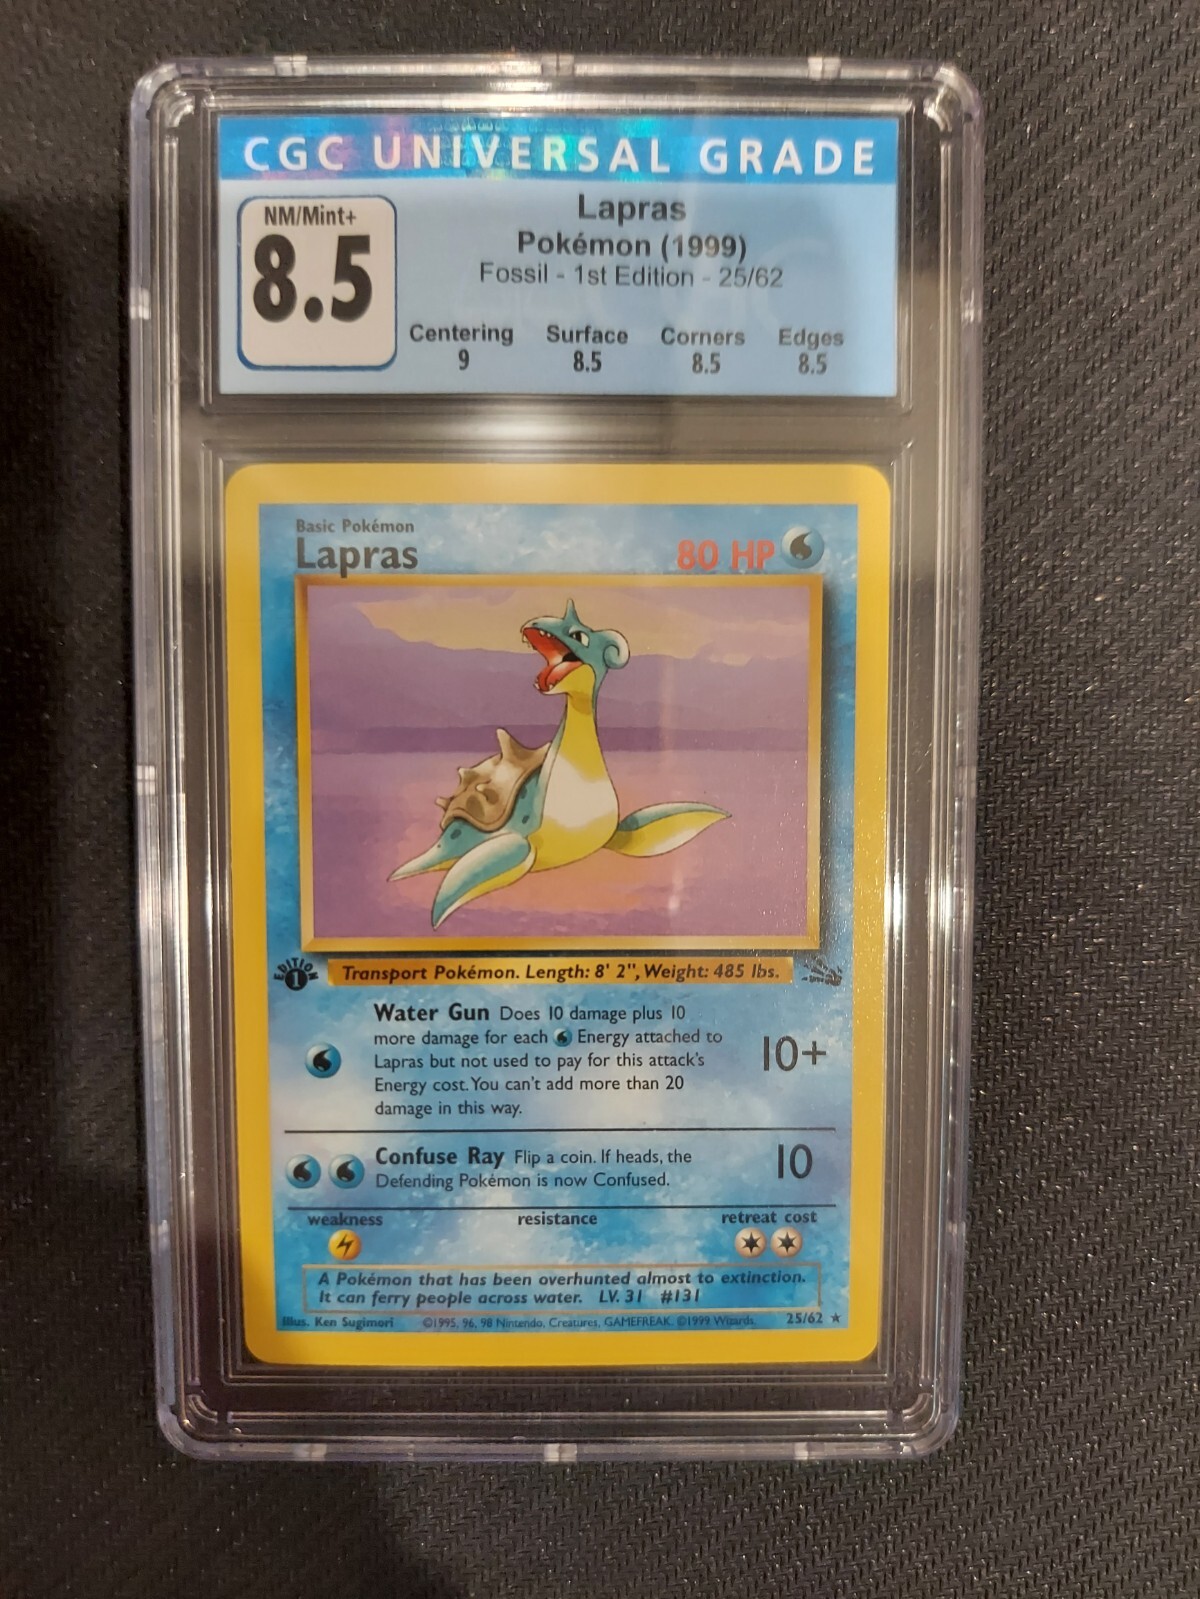 CGC UNIVERSAL GRADE
NM/Mint+
8.5
Lapras
Pokémon (1999)
Fossil - 1st Edition - 25/62
Centering Surface Corners Edges
9 8.5 8.5 8.5
Basic Pokémon
Lapras 80 HP
EDITION
1
Transport Pokémon. Length: 8' 2", Weight: 485 lbs.
Water Gun Does 10 damage plus 10
more damage for each Energy attached to
Lapras but not used to pay for this attack's
Energy cost. You can't add more than 20
damage in this way.
10+
Confuse Ray Flip a coin. If heads, the
Defending Pokémon is now Confused.
10
weakness resistance retreat cost
A Pokémon that has been overhunted almost to extinction.
It can ferry people across water. LV. 31 #131
Illus. Ken Sugimori ©1995, 96, 98 Nintendo, Creatures, GAMEFREAK. ©1999 Wizards. 25/62 ★